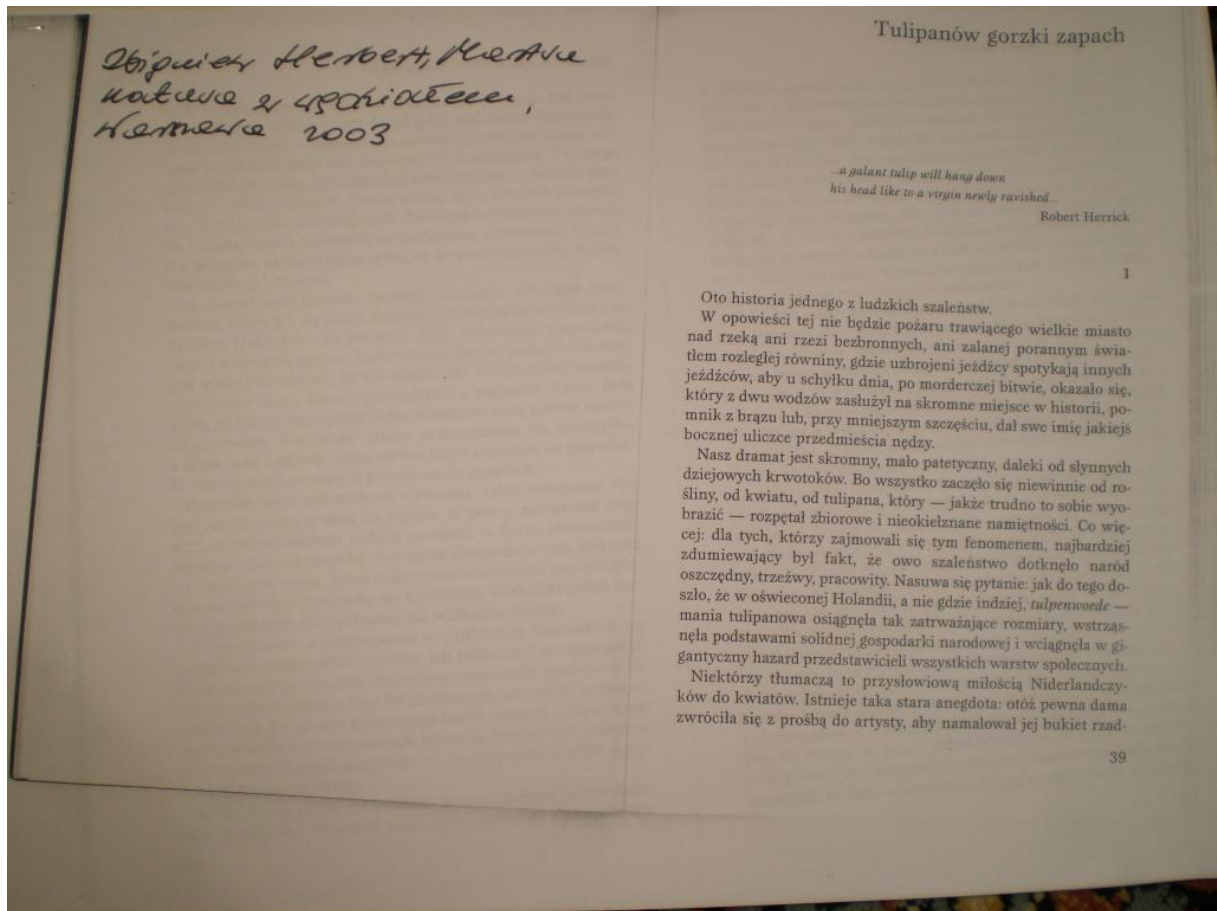 Zbigniew Herbert, Martwa
natura z wędzidłem,
Warszawa 2003
Tulipanów gorzki zapach
...a galant tulip will hang down
his head like to a virgin newly ravished...
Robert Herrick
I
Oto historia jednego z ludzkich szaleństw.
W opowieści tej nie będzie pożaru trawiącego wielkie miasto
nad rzeką ani rzezi bezbronnych, ani zalanej porannym świa-
tłem rozległej równiny, gdzie uzbrojeni jeźdźcy spotykają innych
jeźdźców, aby u schyłku dnia, po morderczej bitwie, okazało się,
który z dwu wodzów zasłużył na skromne miejsce w historii, po-
mnik z brązu lub, przy mniejszym szczęściu, dał swe imię jakiejś
bocznej uliczce przedmieścia nędzy.
Nasz dramat jest skromny, mało patetyczny, daleki od słynnych
dziejowych krwotoków. Bo wszystko zaczęło się niewinnie od ro-
śliny, od kwiatu, od tulipana, który — jakże trudno to sobie wyo-
brazić — rozpętał zbiorowe i nieokiełznane namiętności. Co wię-
cej: dla tych, którzy zajmowali się tym fenomenem, najbardziej
zdumiewający był fakt, że owo szaleństwo dotknęło naród
oszczędny, trzeźwy, pracowity. Nasuwa się pytanie: jak do tego do-
szło, że w oświeconej Holandii, a nie gdzie indziej, tulpenwoede —
mania tulipanowa osiągnęła tak zatrważające rozmiary, wstrząs-
nęła podstawami solidnej gospodarki narodowej i wciągnęła w gi-
gantyczny hazard przedstawicieli wszystkich warstw społecznych.
Niektórzy tłumaczą to przysłowiową miłością Niderlandczy-
ków do kwiatów. Istnieje taka stara anegdota: otóż pewna dama
zwróciła się z prośbą do artysty, aby namalował jej bukiet rzad-
39